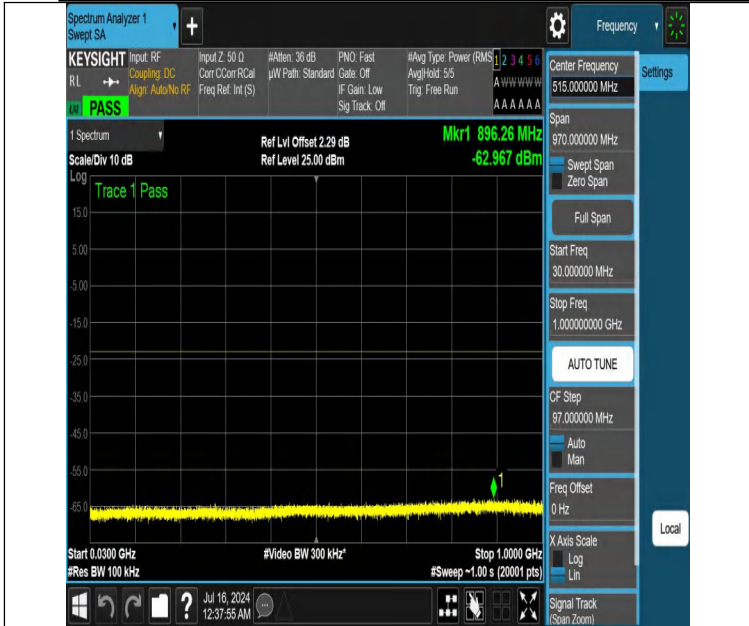 Spectrum Analyzer 1
Swept SA
Frequency
KEYSIGHT
RL
LXI
PASS
Input: RF
Coupling: DC
Align: Auto/No RF
Input Z: 50 Ω
Corr CCorr RCal
Freq Ref: Int (S)
#Atten: 36 dB
µW Path: Standard
PNO: Fast
Gate: Off
IF Gain: Low
Sig Track: Off
#Avg Type: Power (RMS
Avg|Hold: 5/5
Trig: Free Run
1 2 3 4 5 6
A W W W W W
A A A A A A
1 Spectrum
Scale/Div 10 dB
Ref Lvl Offset 2.29 dB
Ref Level 25.00 dBm
Mkr1 896.26 MHz
-62.967 dBm
Log
Trace 1 Pass
15.0
5.00
-5.00
-15.0
-25.0
-35.0
-45.0
-55.0
-65.0
1
Start 0.0300 GHz
#Res BW 100 kHz
#Video BW 300 kHz*
Stop 1.0000 GHz
#Sweep ~1.00 s (20001 pts)
Center Frequency
515.000000 MHz
Span
970.000000 MHz
Swept Span
Zero Span
Full Span
Start Freq
30.000000 MHz
Stop Freq
1.000000000 GHz
AUTO TUNE
CF Step
97.000000 MHz
Auto
Man
Freq Offset
0 Hz
X Axis Scale
Log
Lin
Signal Track
(Span Zoom)
Settings
Local
?
Jul 16, 2024
12:37:55 AM